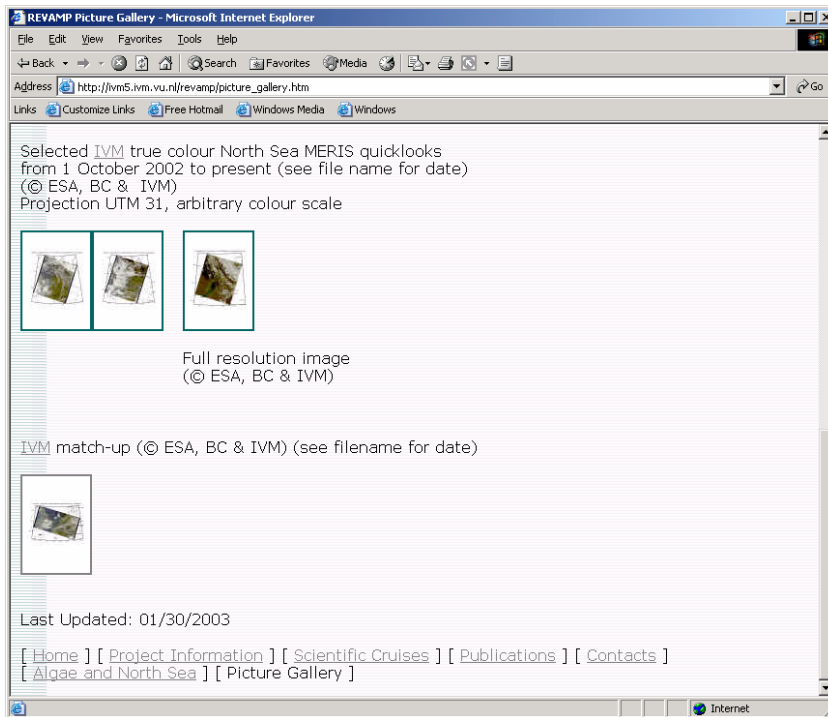 REVAMP Picture Gallery - Microsoft Internet Explorer
File Edit View Favorites Tools Help
Back Search Favorites Media
Address http://ivm5.ivm.vu.nl/revamp/picture_gallery.htm Go
Links Customize Links Free Hotmail Windows Media Windows
Selected IVM true colour North Sea MERIS quicklooks
from 1 October 2002 to present (see file name for date)
(© ESA, BC & IVM)
Projection UTM 31, arbitrary colour scale
Full resolution image
(© ESA, BC & IVM)
IVM match-up (© ESA, BC & IVM) (see filename for date)
Last Updated: 01/30/2003
[ Home ] [ Project Information ] [ Scientific Cruises ] [ Publications ] [ Contacts ]
[ Algae and North Sea ] [ Picture Gallery ]
Internet